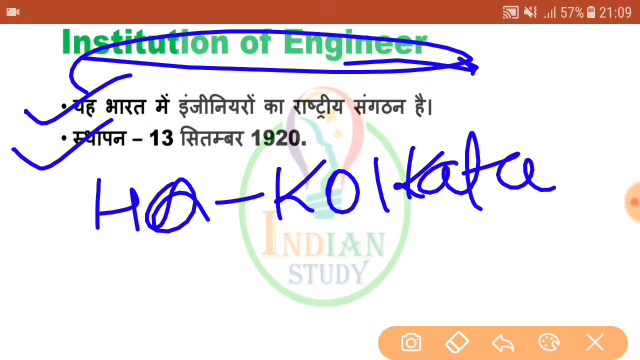 57% 21:09
Institution of Engineer
• यह भारत में इंजीनियरों का राष्ट्रीय संगठन है।
• स्थापन – 13 सितम्बर 1920.
HQ-Kolkata
INDIAN
STUDY